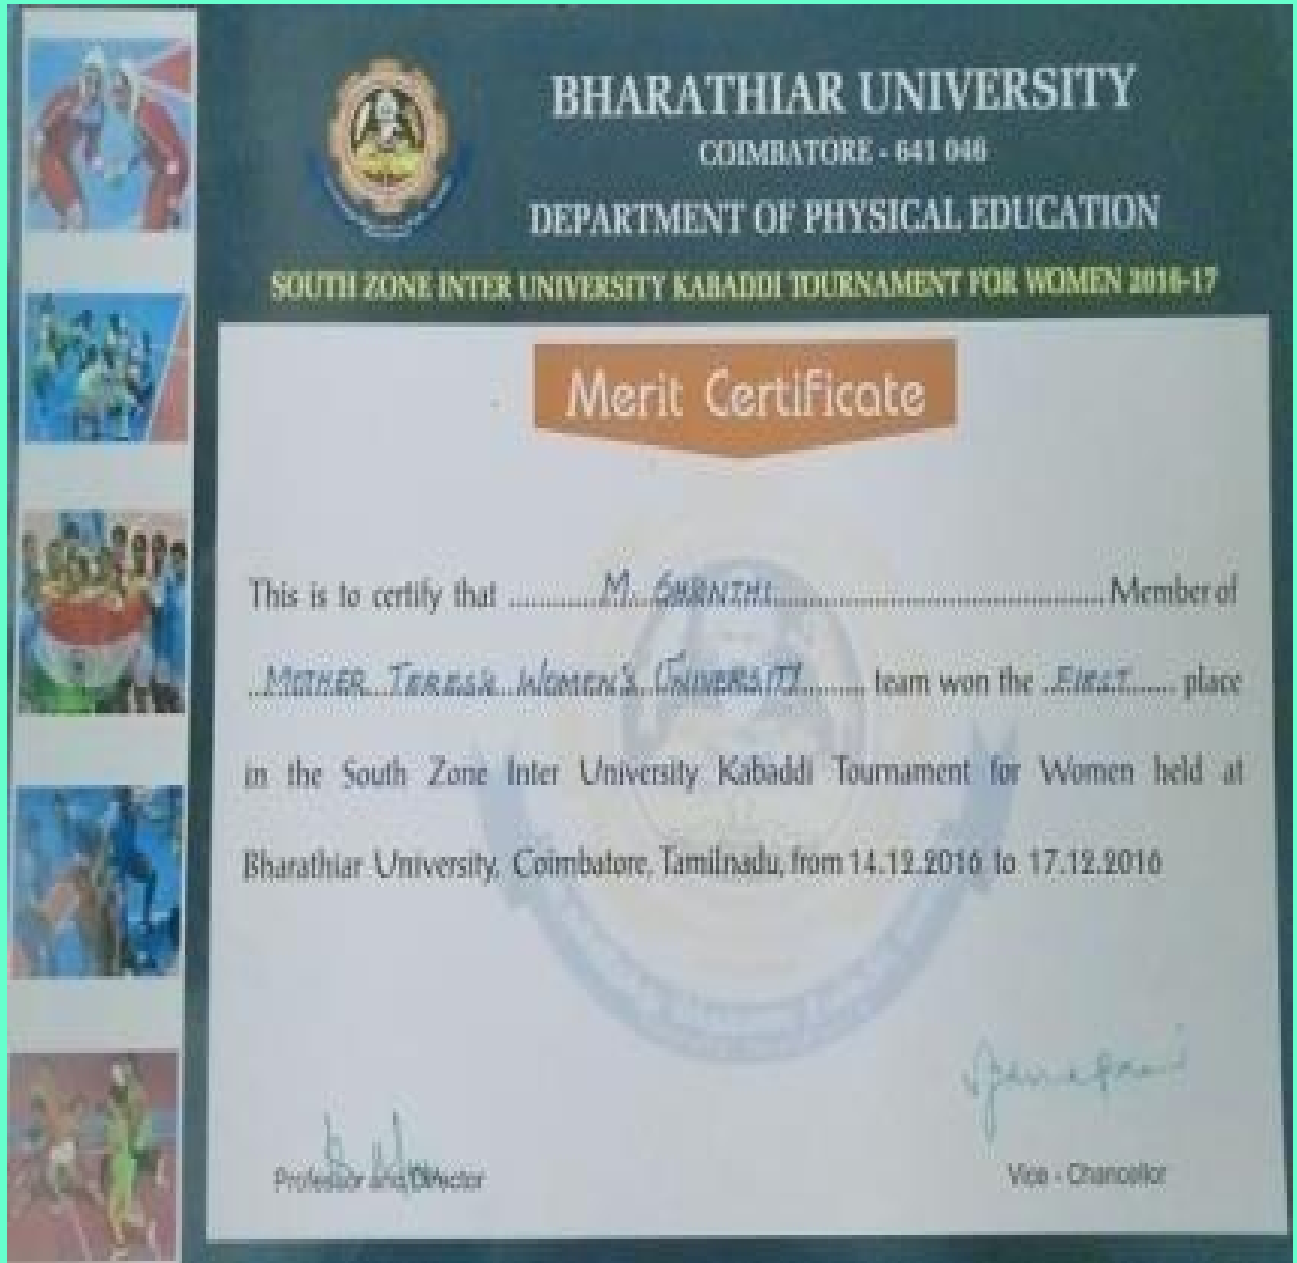 BHARATHIAR UNIVERSITY
COIMBATORE - 641 046
DEPARTMENT OF PHYSICAL EDUCATION
SOUTH ZONE INTER UNIVERSITY KABADDI TOURNAMENT FOR WOMEN 2016-17
Merit Certificate
This is to certify that M. SHANTHI Member of
MOTHER TERESA WOMEN'S UNIVERSITY team won the FIRST place
in the South Zone Inter University Kabaddi Tournament for Women held at
Bharathiar University, Coimbatore, Tamilnadu, from 14.12.2016 to 17.12.2016
Professor and Director
Vice - Chancellor